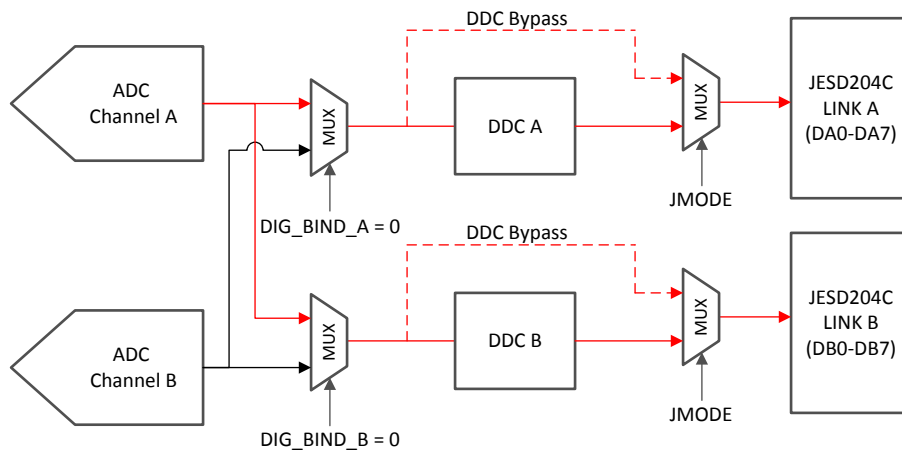 DDC Bypass
ADC
Channel A
MUX
DDC A
MUX
JESD204C
LINK A
(DA0-DA7)
DIG_BIND_A = 0
JMODE
DDC Bypass
ADC
Channel B
MUX
DDC B
MUX
JESD204C
LINK B
(DB0-DB7)
DIG_BIND_B = 0
JMODE